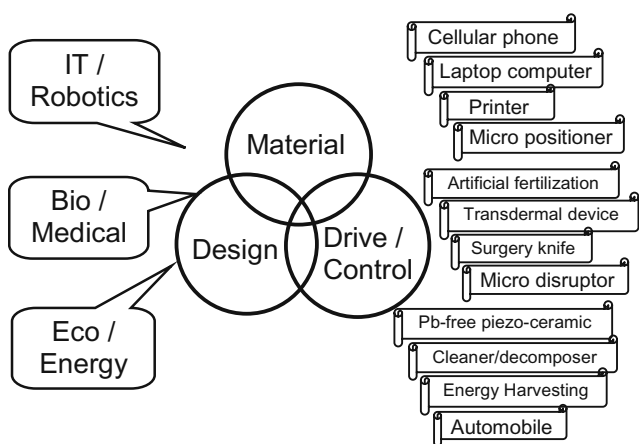 IT /
Robotics
Bio /
Medical
Eco /
Energy
Material
Design
Drive /
Control
Cellular phone
Laptop computer
Printer
Micro positioner
Artificial fertilization
Transdermal device
Surgery knife
Micro disruptor
Pb-free piezo-ceramic
Cleaner/decomposer
Energy Harvesting
Automobile